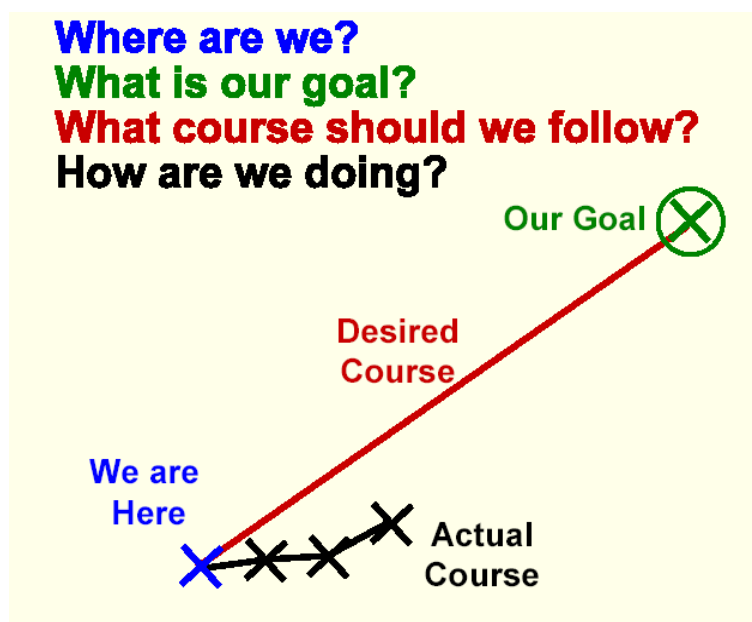 Where are we?
What is our goal?
What course should we follow?
How are we doing?
Our Goal
Desired
Course
We are
Here
Actual
Course